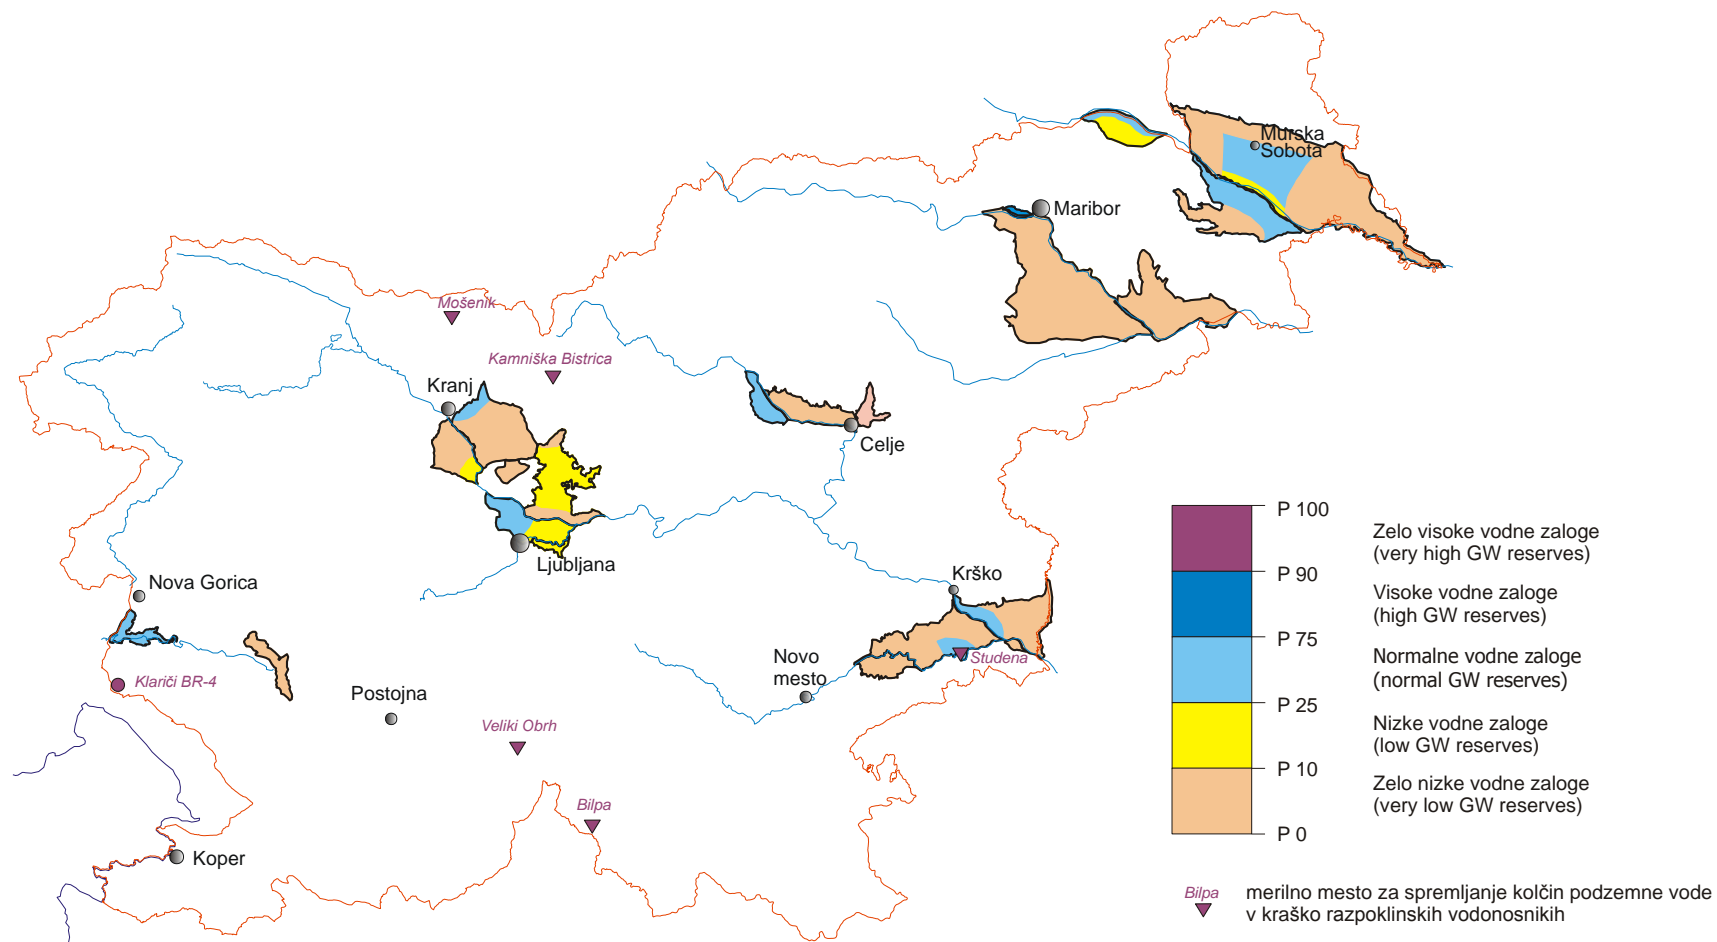 Murska
Sobota
Maribor
Mošenik
Kamniška Bistrica
Kranj
Celje
Ljubljana
Nova Gorica
Krško
Novo
mesto
Studena
Klariči BR-4
Postojna
Veliki Obrh
Bilpa
Koper
P 100
Zelo visoke vodne zaloge
(very high GW reserves)
P 90
Visoke vodne zaloge
(high GW reserves)
P 75
Normalne vodne zaloge
(normal GW reserves)
P 25
Nizke vodne zaloge
(low GW reserves)
P 10
Zelo nizke vodne zaloge
(very low GW reserves)
P 0
Bilpa
merilno mesto za spremljanje kolčin podzemne vode
v kraško razpoklinskih vodonosnikih